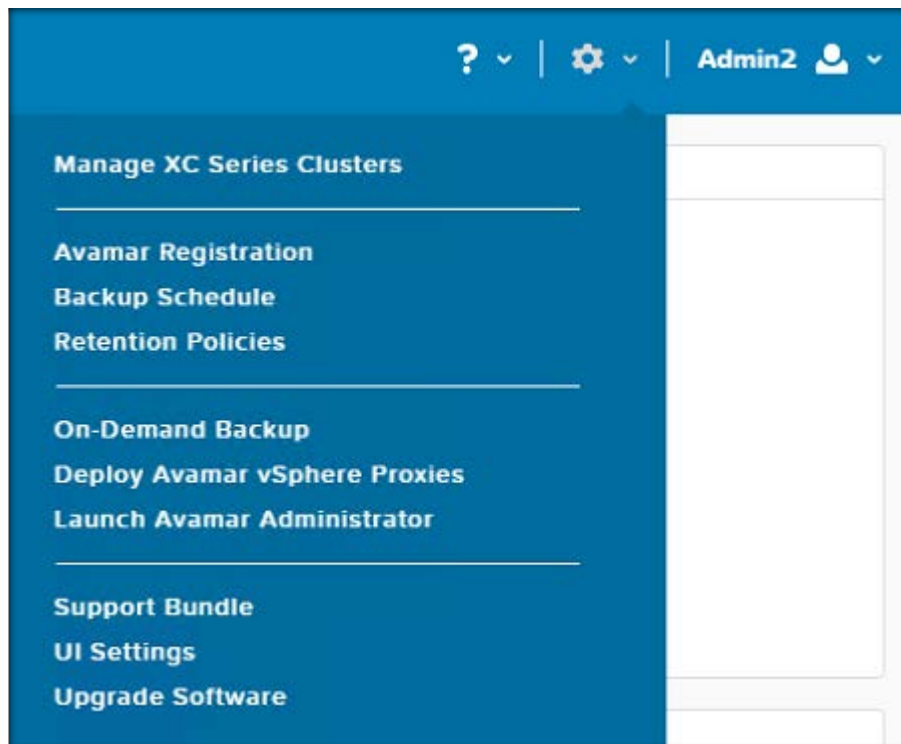 ? Admin2
Manage XC Series Clusters
Avamar Registration
Backup Schedule
Retention Policies
On-Demand Backup
Deploy Avamar vSphere Proxies
Launch Avamar Administrator
Support Bundle
UI Settings
Upgrade Software